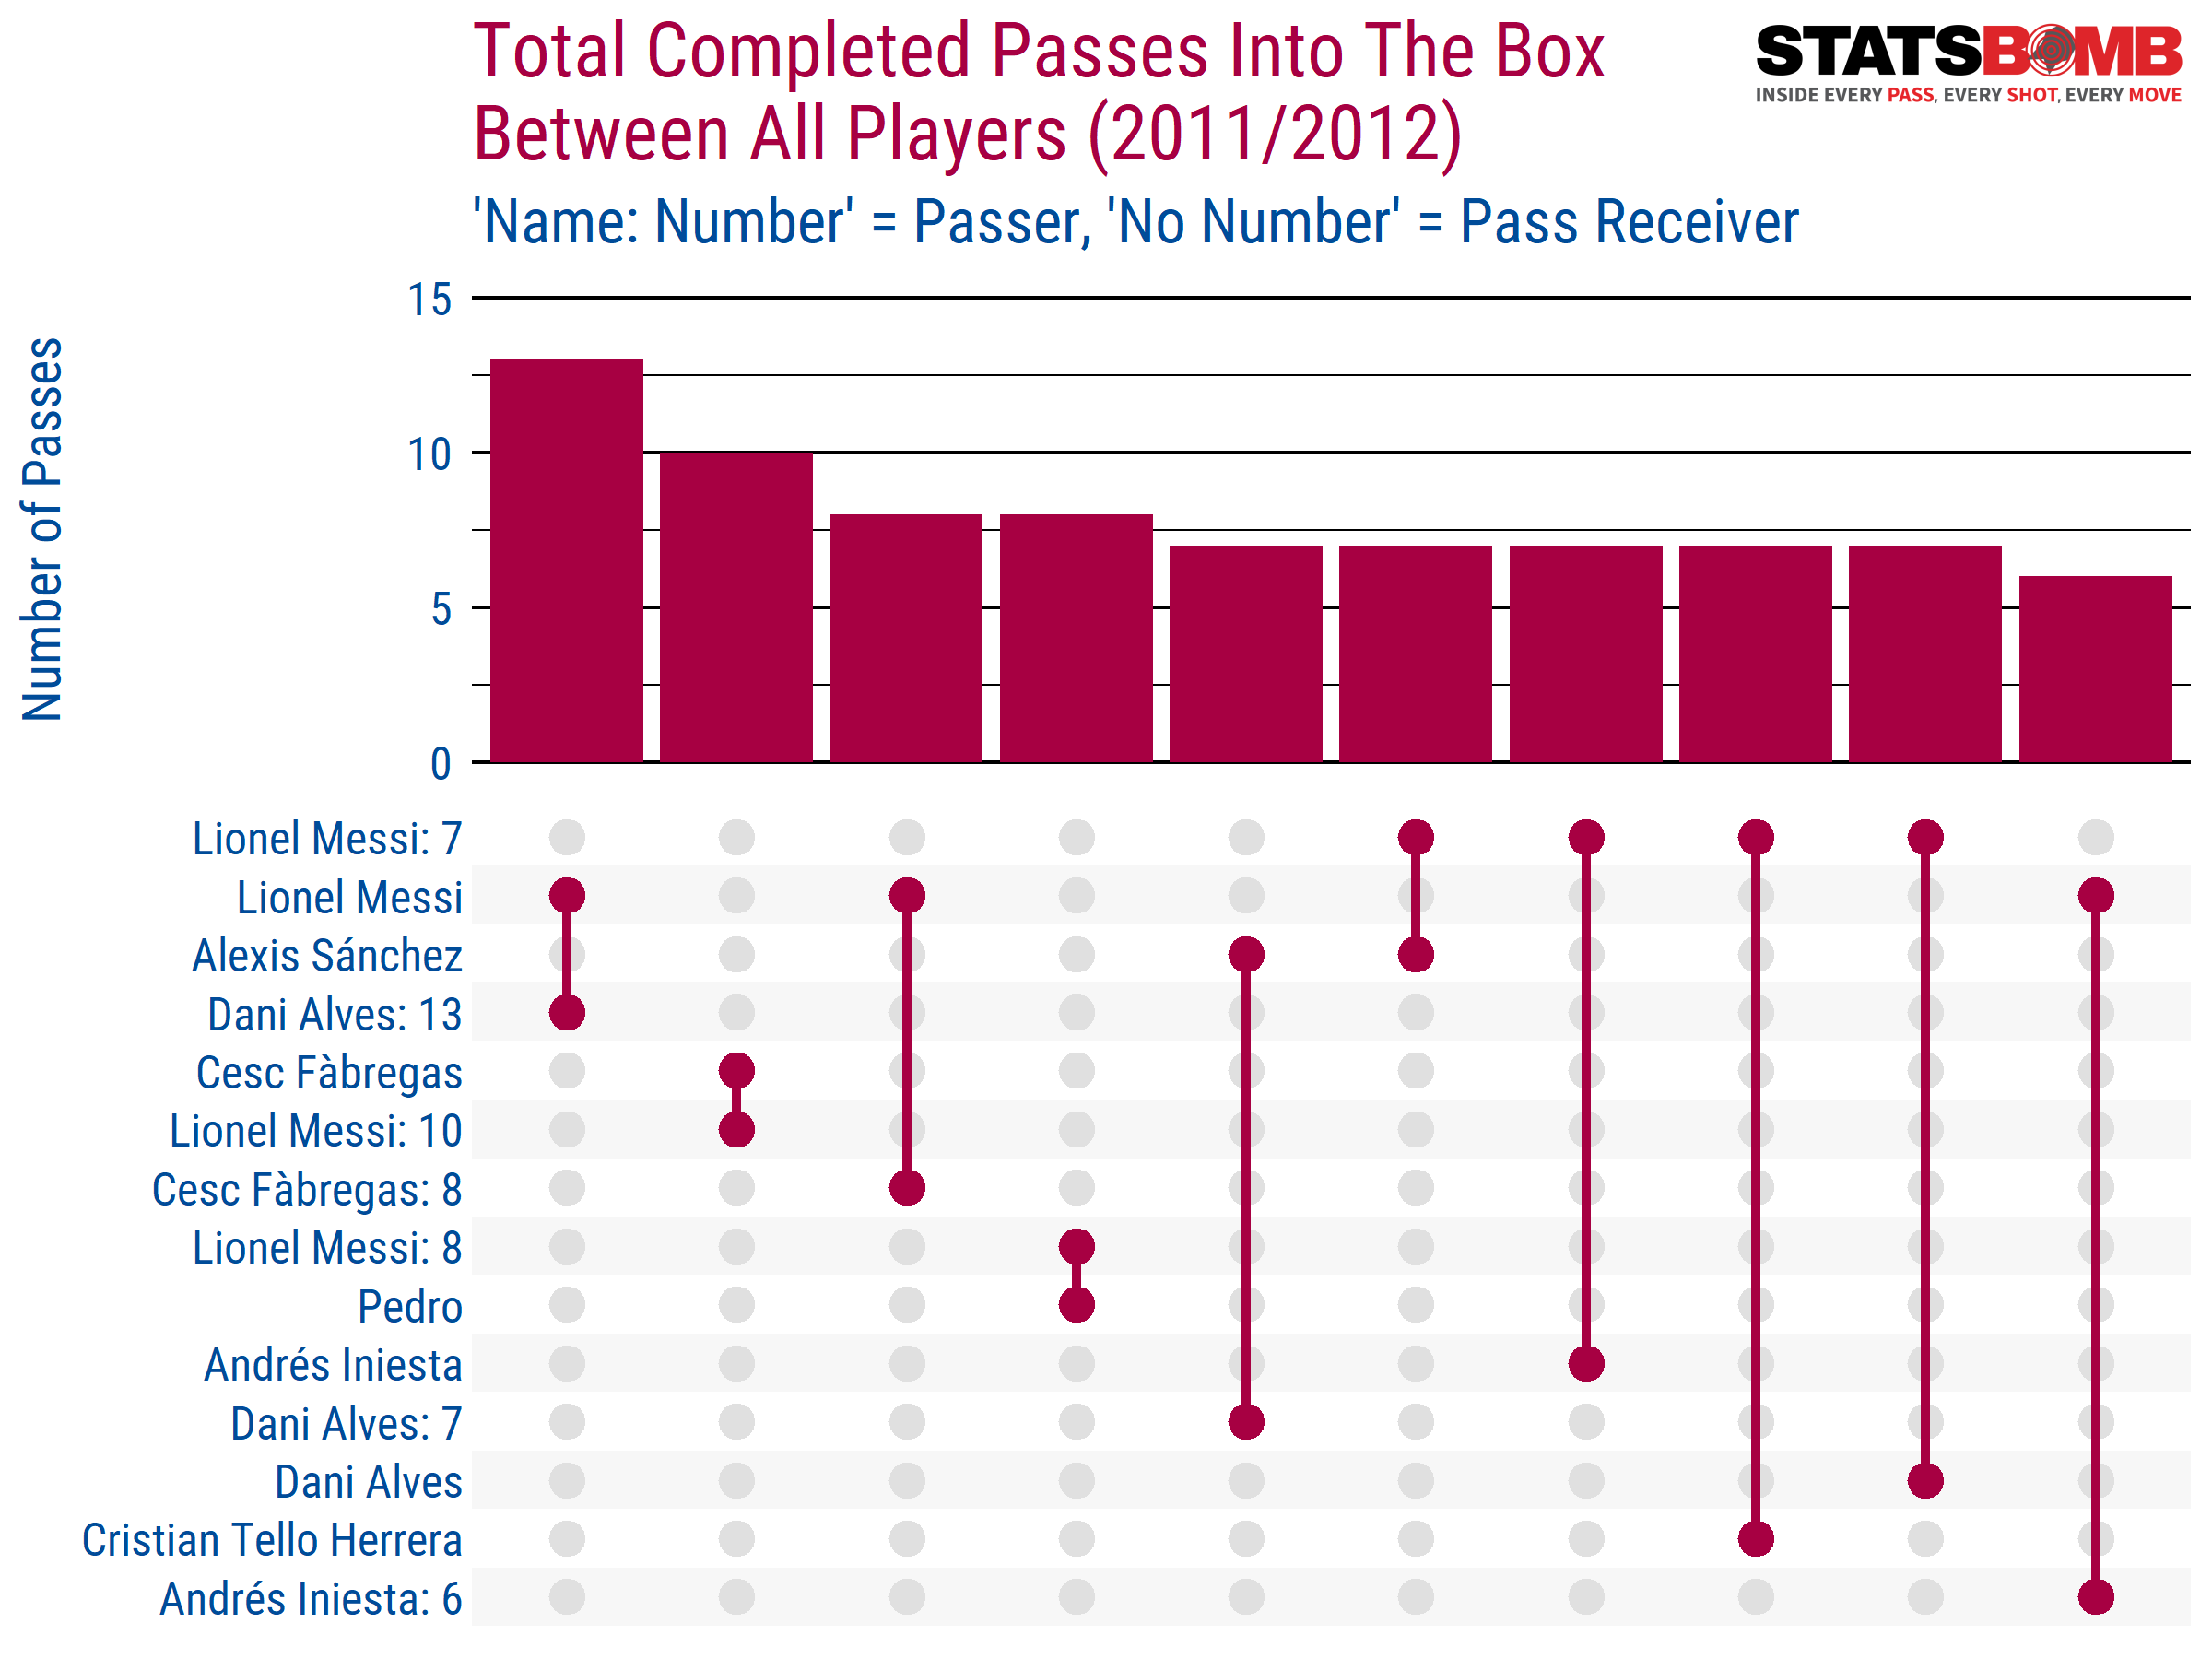 Total Completed Passes Into The Box
Between All Players (2011/2012)
'Name: Number' = Passer, 'No Number' = Pass Receiver
STATSBOMB
INSIDE EVERY PASS, EVERY SHOT, EVERY MOVE
Number of Passes
15
10
5
0
Lionel Messi: 7
Lionel Messi
Alexis Sánchez
Dani Alves: 13
Cesc Fàbregas
Lionel Messi: 10
Cesc Fàbregas: 8
Lionel Messi: 8
Pedro
Andrés Iniesta
Dani Alves: 7
Dani Alves
Cristian Tello Herrera
Andrés Iniesta: 6